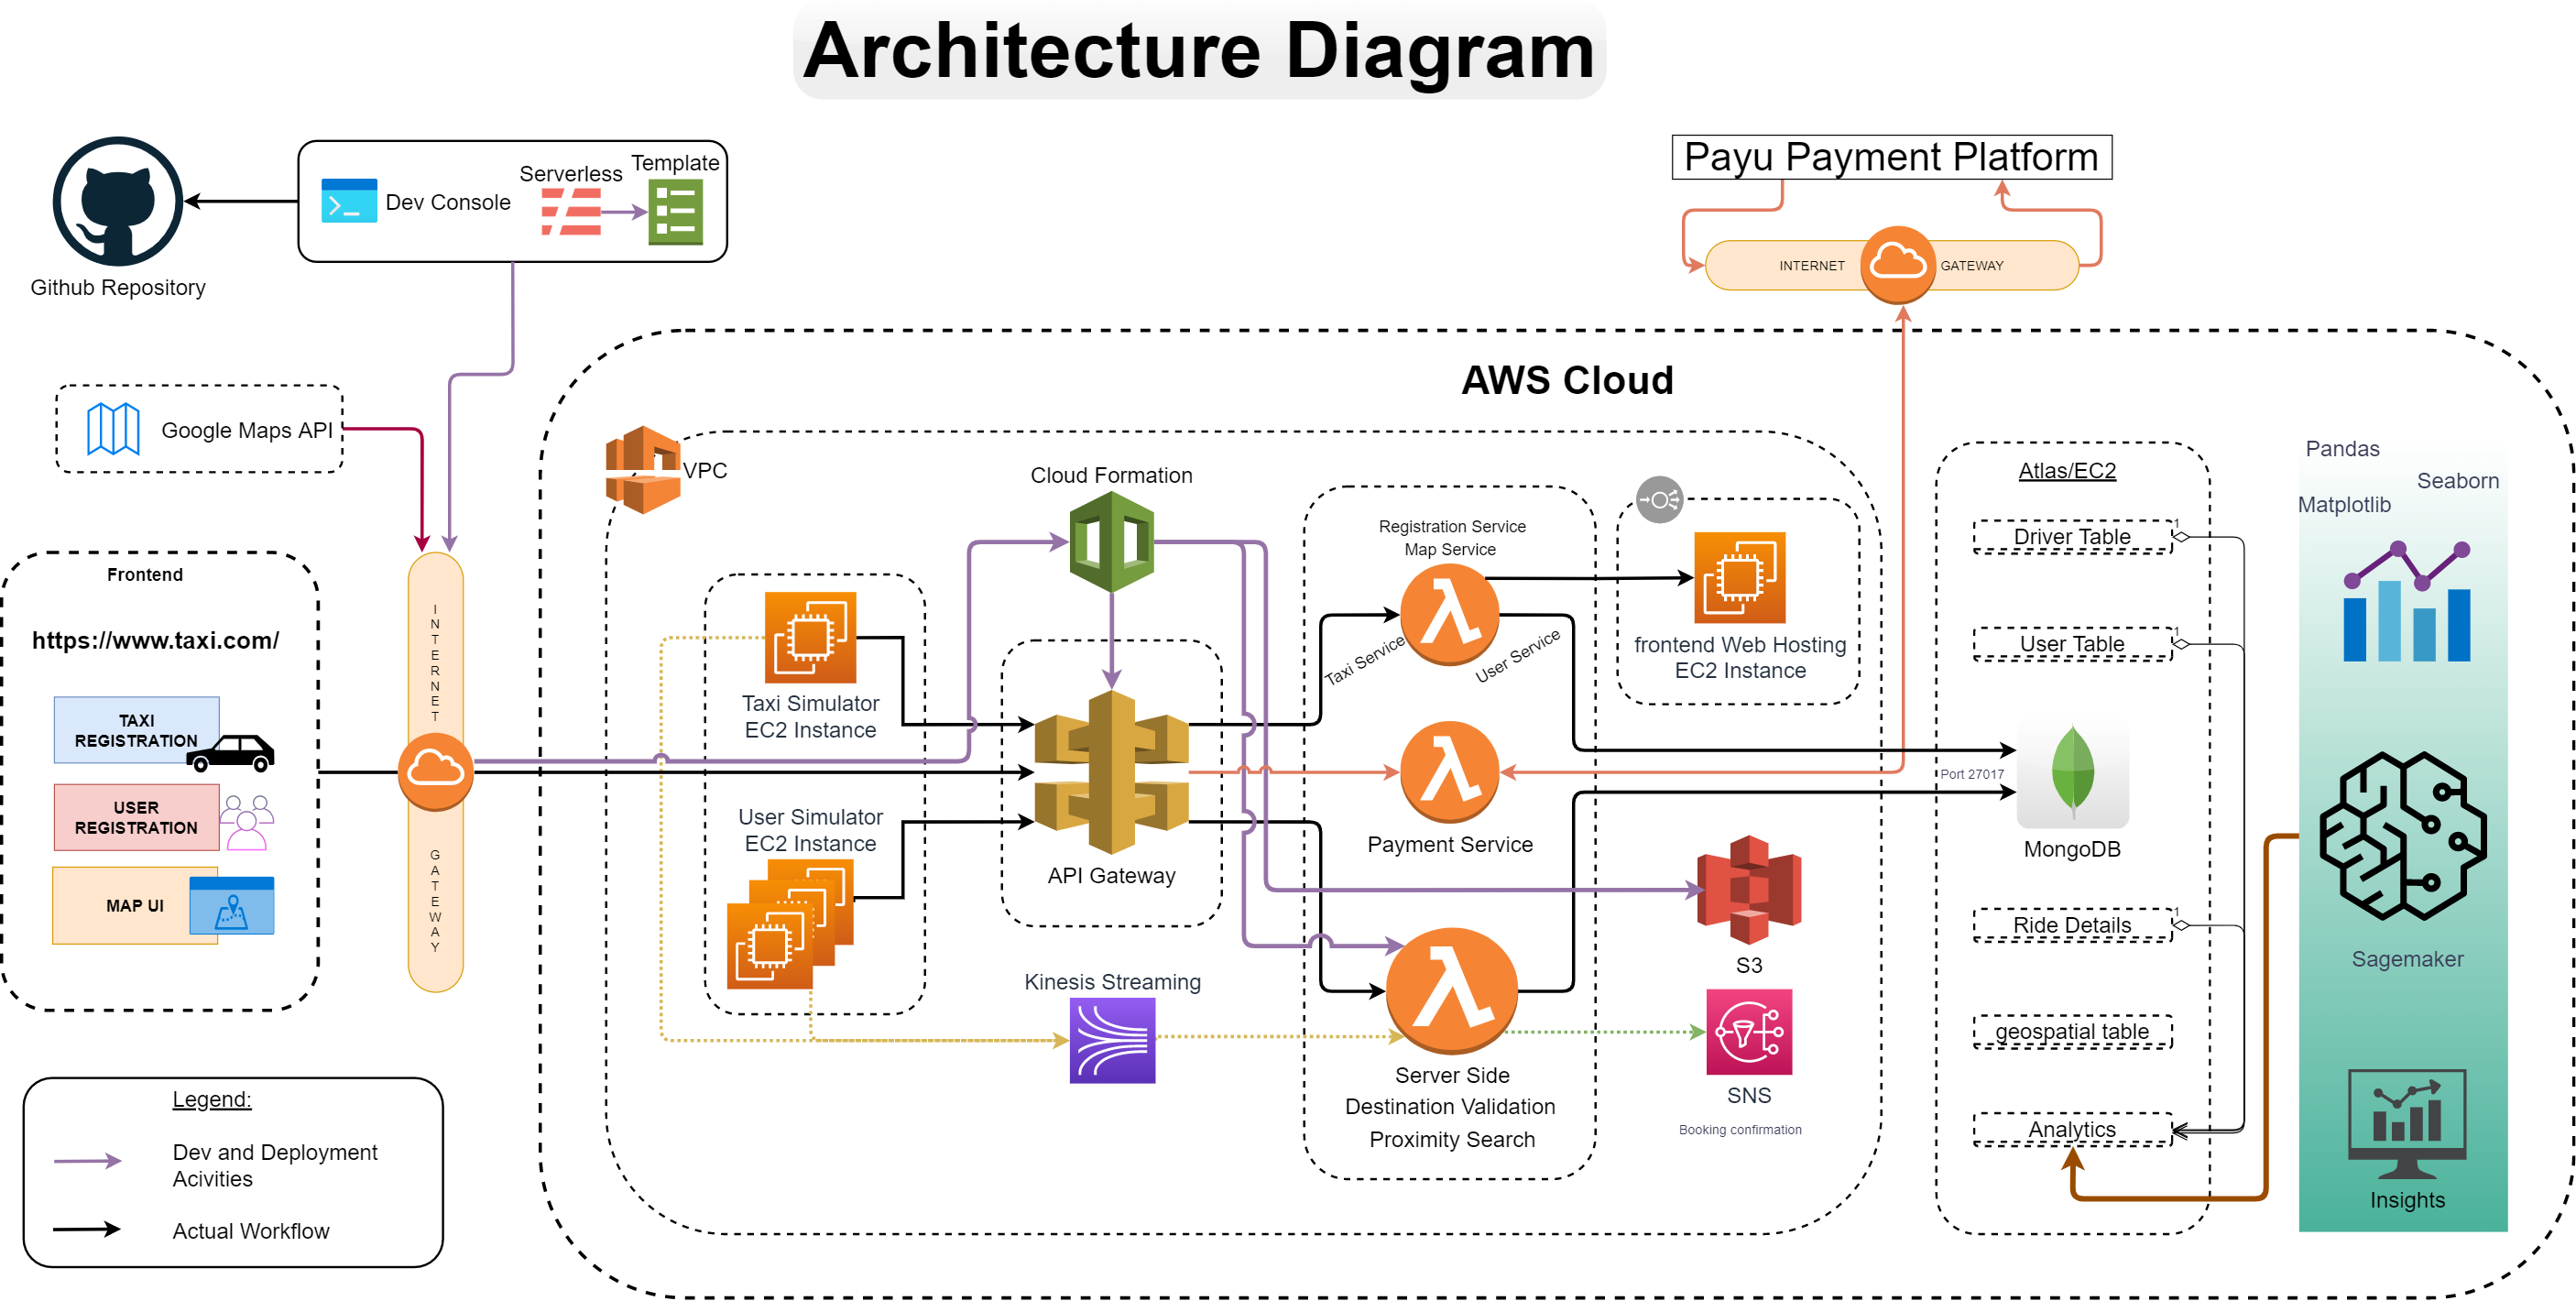 Architecture Diagram
Github Repository
Dev Console
Serverless
Template
Payu Payment Platform
INTERNET
GATEWAY
Google Maps API
AWS Cloud
VPC
Frontend
https://www.taxi.com/
TAXI
REGISTRATION
USER
REGISTRATION
MAP UI
INTERNET
GATEWAY
Cloud Formation
Taxi Simulator
EC2 Instance
User Simulator
EC2 Instance
API Gateway
Kinesis Streaming
Registration Service
Map Service
Taxi Service
User Service
Payment Service
Server Side
Destination Validation
Proximity Search
frontend Web Hosting
EC2 Instance
S3
SNS
Booking confirmation
Atlas/EC2
Driver Table
1
User Table
1
Port 27017
MongoDB
Ride Details
1
geospatial table
Analytics
Pandas
Seaborn
Matplotlib
Sagemaker
Insights
Legend:
Dev and Deployment
Acivities
Actual Workflow